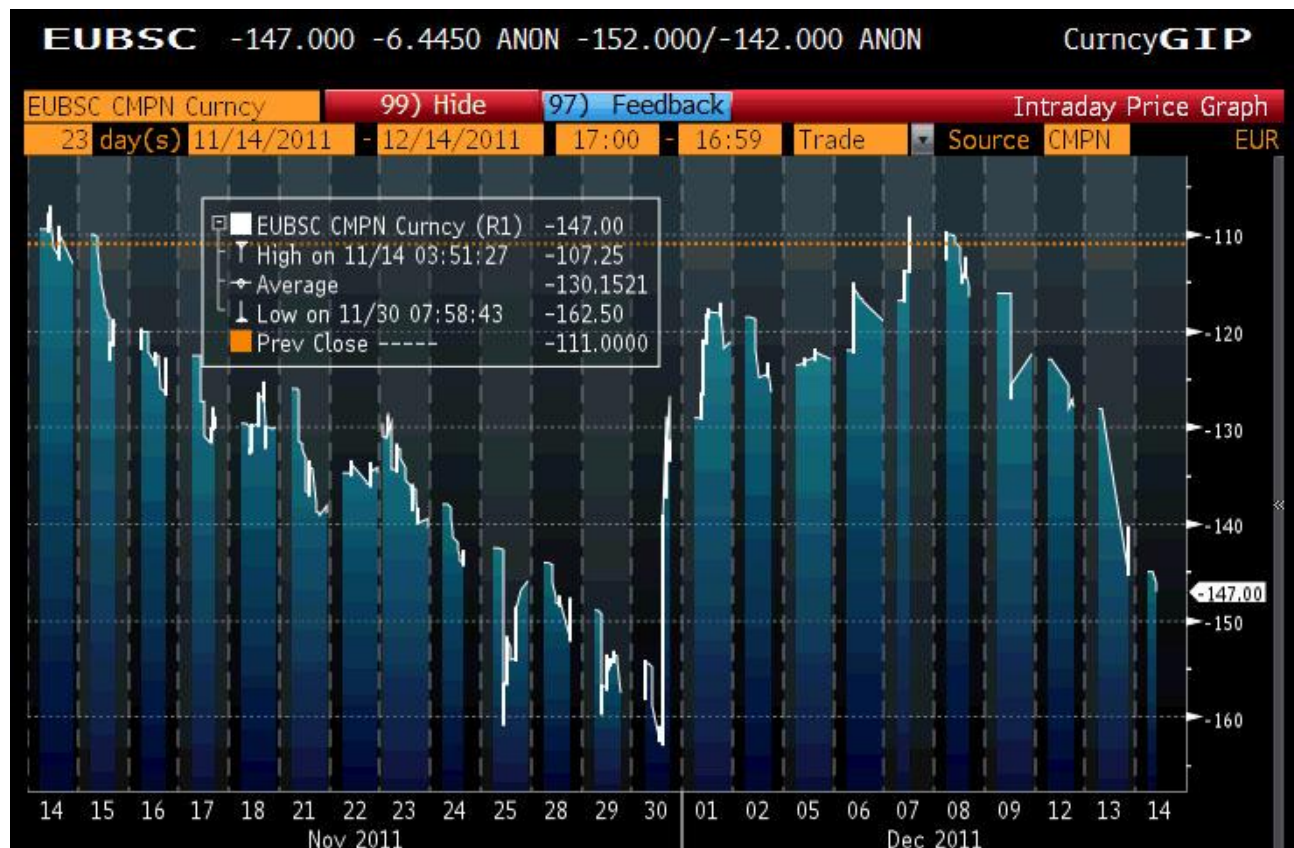 EUBSC -147.000 -6.4450 ANON -152.000/-142.000 ANON CurncyGIP
EUBSC CMPN Curncy 99) Hide 97) Feedback Intraday Price Graph
23 day(s) 11/14/2011 - 12/14/2011 17:00 - 16:59 Trade Source CMPN EUR
EUBSC CMPN Curncy (R1) -147.00
High on 11/14 03:51:27 -107.25
Average -130.1521
Low on 11/30 07:58:43 -162.50
Prev Close ----- -111.0000
-110
-120
-130
-140
-147.00
-150
-160
14 15 16 17 18 21 22 23 24 25 28 29 30 01 02 05 06 07 08 09 12 13 14
Nov 2011 Dec 2011